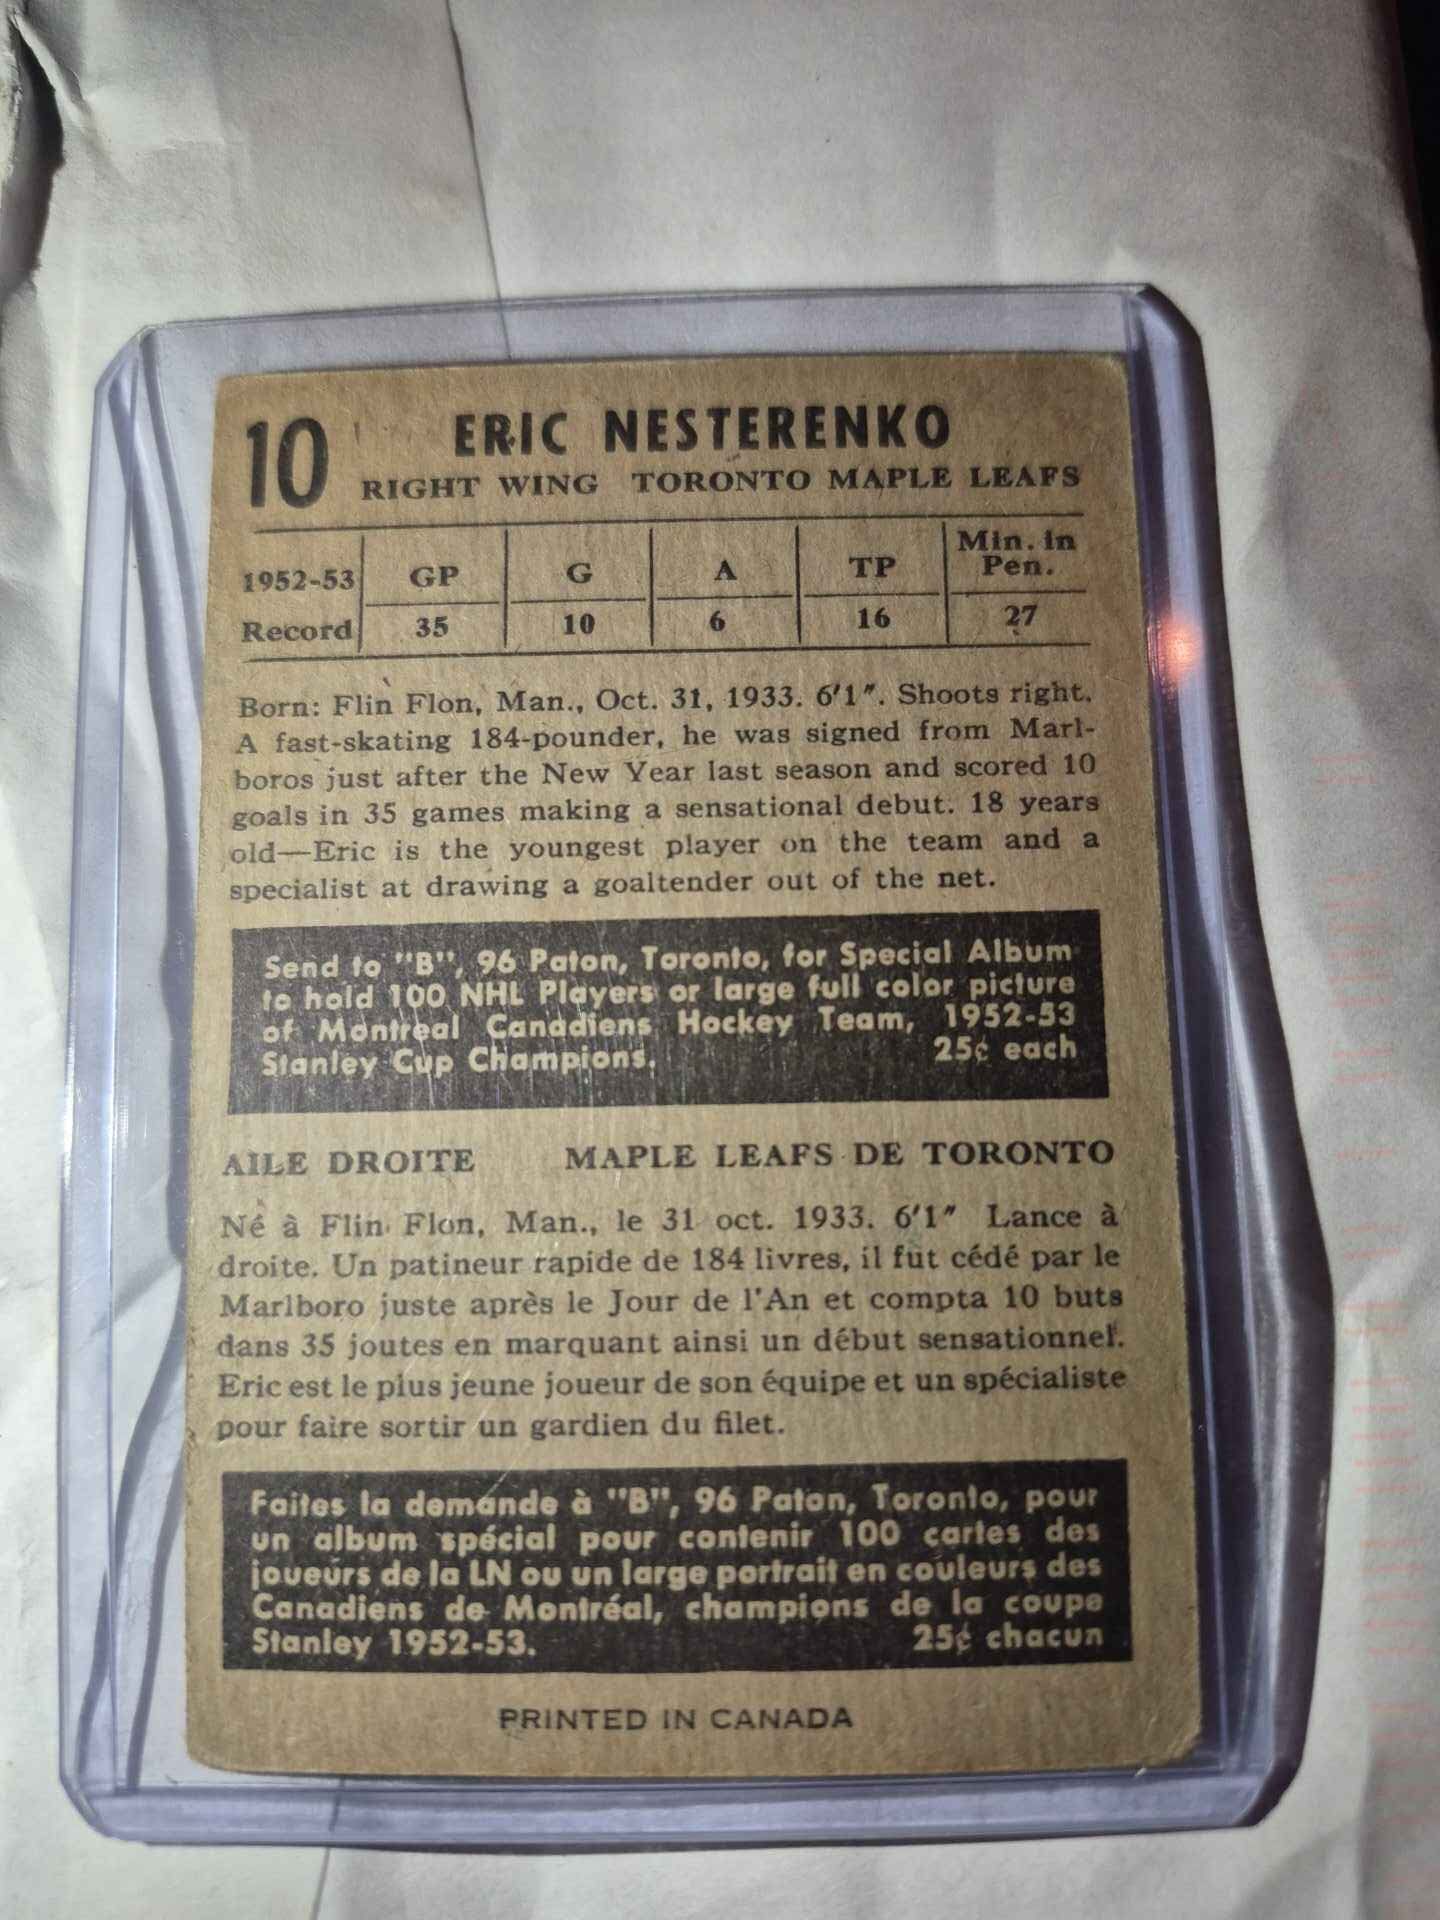 10 ERIC NESTERENKO
RIGHT WING TORONTO MAPLE LEAFS
1952-53 GP G A TP Min. in Pen.
Record 35 10 6 16 27
Born: Flin Flon, Man., Oct. 31, 1933. 6'1". Shoots right.
A fast-skating 184-pounder, he was signed from Marl-
boros just after the New Year last season and scored 10
goals in 35 games making a sensational debut. 18 years
old—Eric is the youngest player on the team and a
specialist at drawing a goaltender out of the net.
Send to "B", 96 Paton, Toronto, for Special Album
to hold 100 NHL Players or large full color picture
of Montreal Canadiens Hockey Team, 1952-53
Stanley Cup Champions. 25¢ each
AILE DROITE MAPLE LEAFS DE TORONTO
Né à Flin Flon, Man., le 31 oct. 1933. 6'1" Lance à
droite. Un patineur rapide de 184 livres, il fut cédé par le
Marlboro juste après le Jour de l'An et compta 10 buts
dans 35 joutes en marquant ainsi un début sensationnel.
Eric est le plus jeune joueur de son équipe et un spécialiste
pour faire sortir un gardien du filet.
Faites la demande à "B", 96 Paton, Toronto, pour
un album spécial pour contenir 100 cartes des
joueurs de la LN ou un large portrait en couleurs des
Canadiens de Montréal, champions de la coupe
Stanley 1952-53. 25¢ chacun
PRINTED IN CANADA